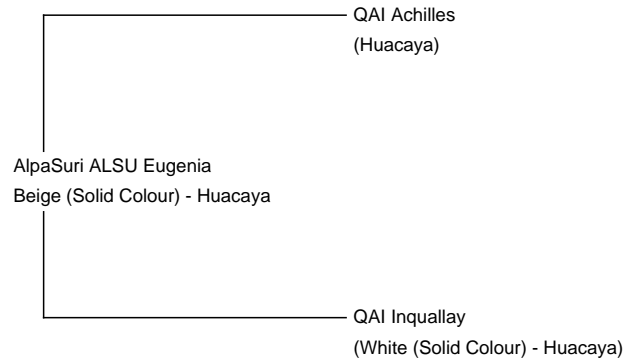 QAI Achilles
(Huacaya)
AlpaSuri ALSU Eugenia
Beige (Solid Colour) - Huacaya
QAI Inquallay
(White (Solid Colour) - Huacaya)